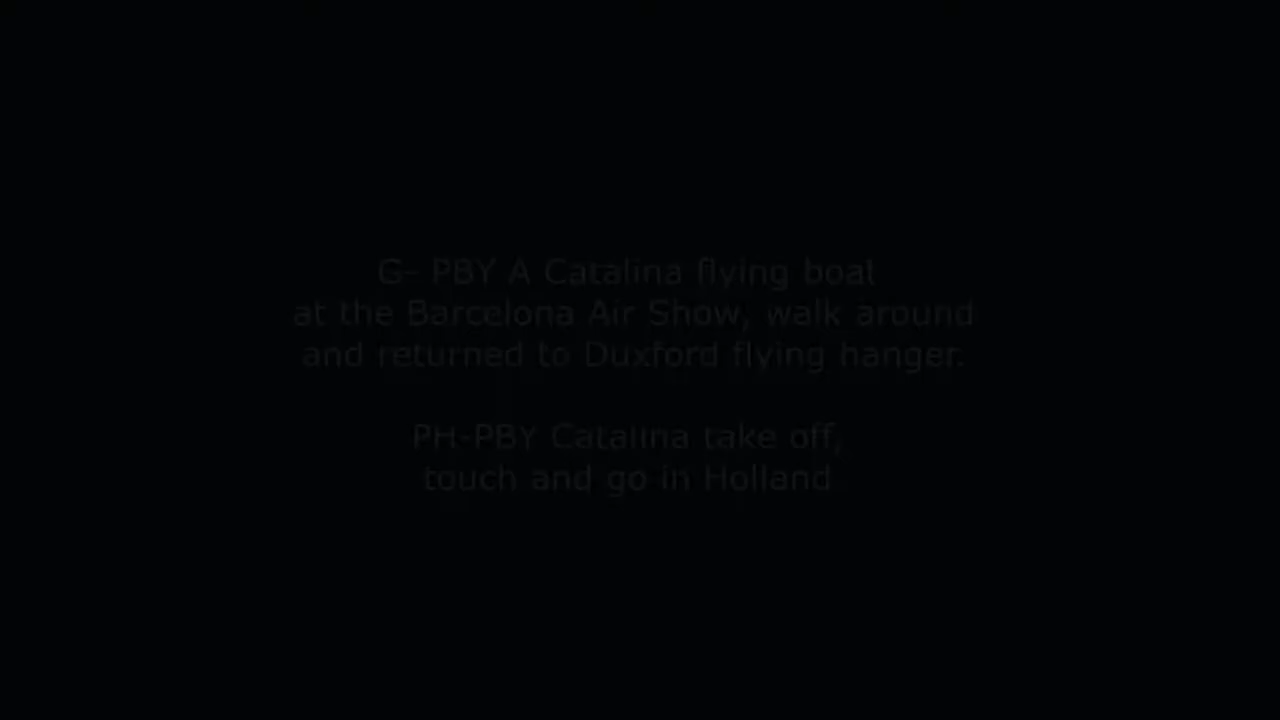 G- PBY A Catalina flying boat
at the Barcelona Air Show, walk around
and returned to Duxford flying hanger.
PH-PBY Catalina take off,
touch and go in Holland